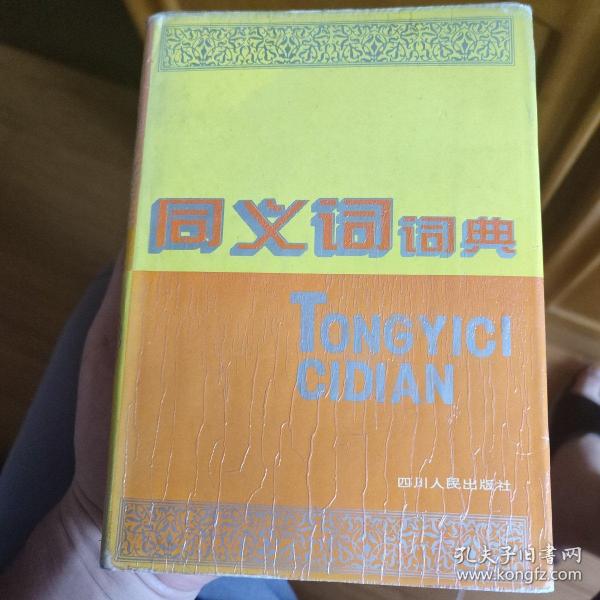 同义词词典
TONGYICI
CIDIAN
四川人民出版社
孔夫子旧书网
www.kongfz.com